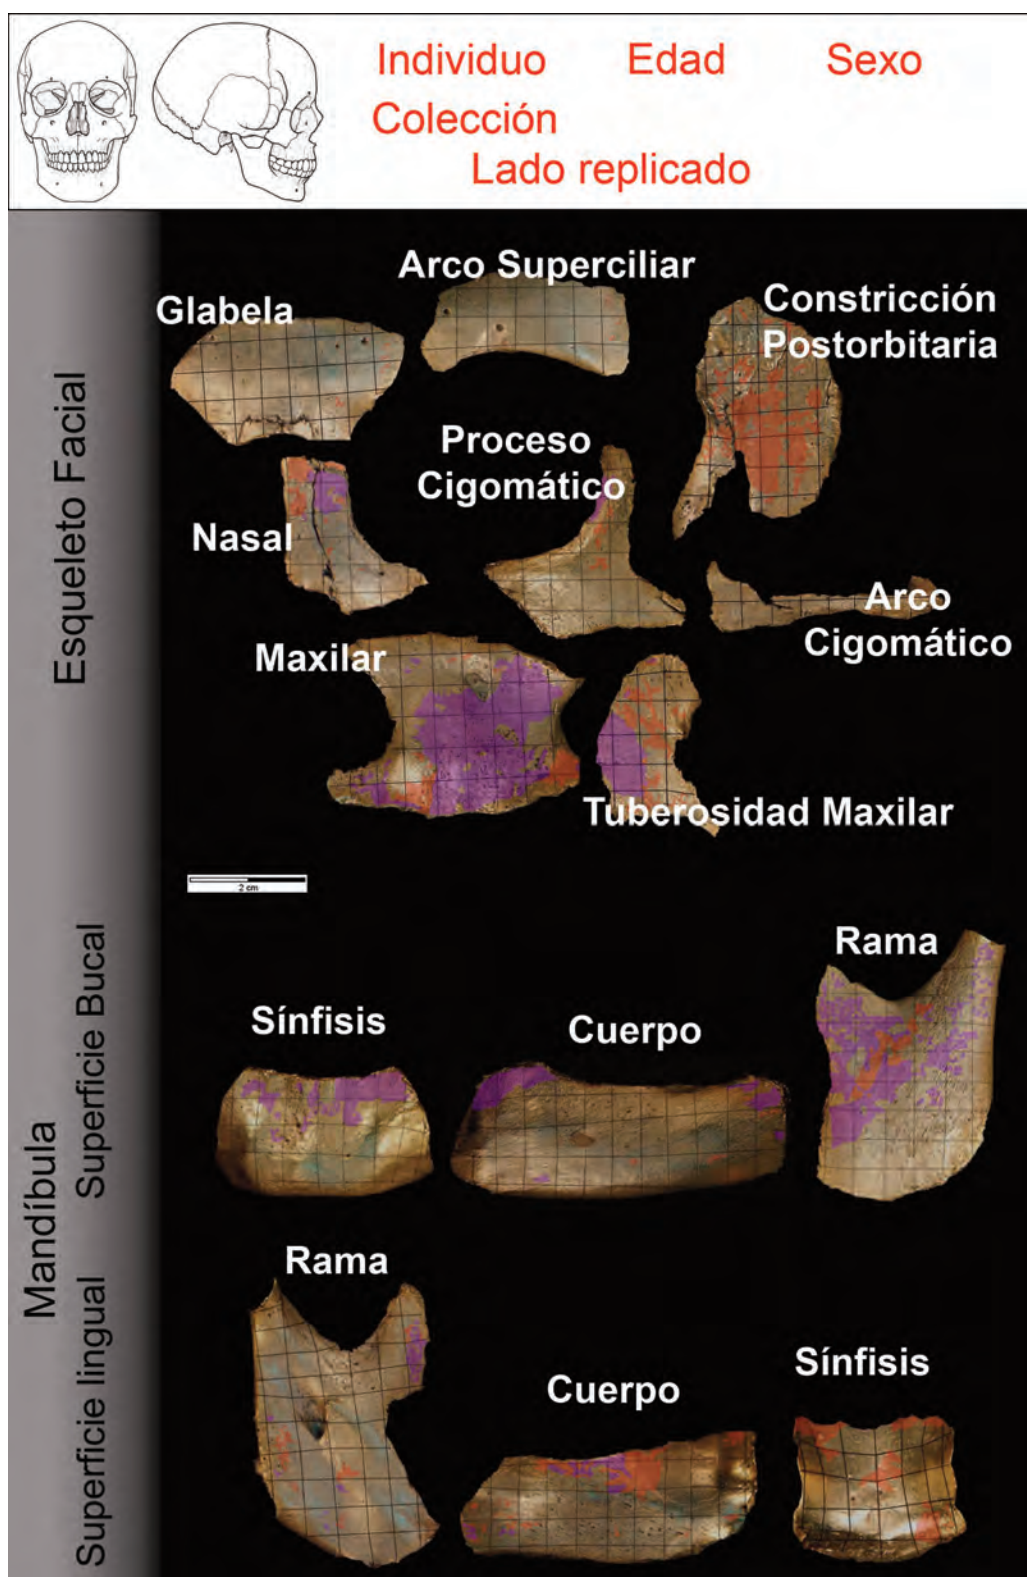 Individuo Edad Sexo
Colección
Lado replicado
Esqueleto Facial
Glabela
Arco Superciliar
Constricción
Postorbitaria
Nasal
Proceso
Cigomático
Arco
Cigomático
Maxilar
Tuberosidad Maxilar
2 cm
Mandíbula
Superficie Bucal
Sínfisis
Cuerpo
Rama
Superficie lingual
Rama
Cuerpo
Sínfisis